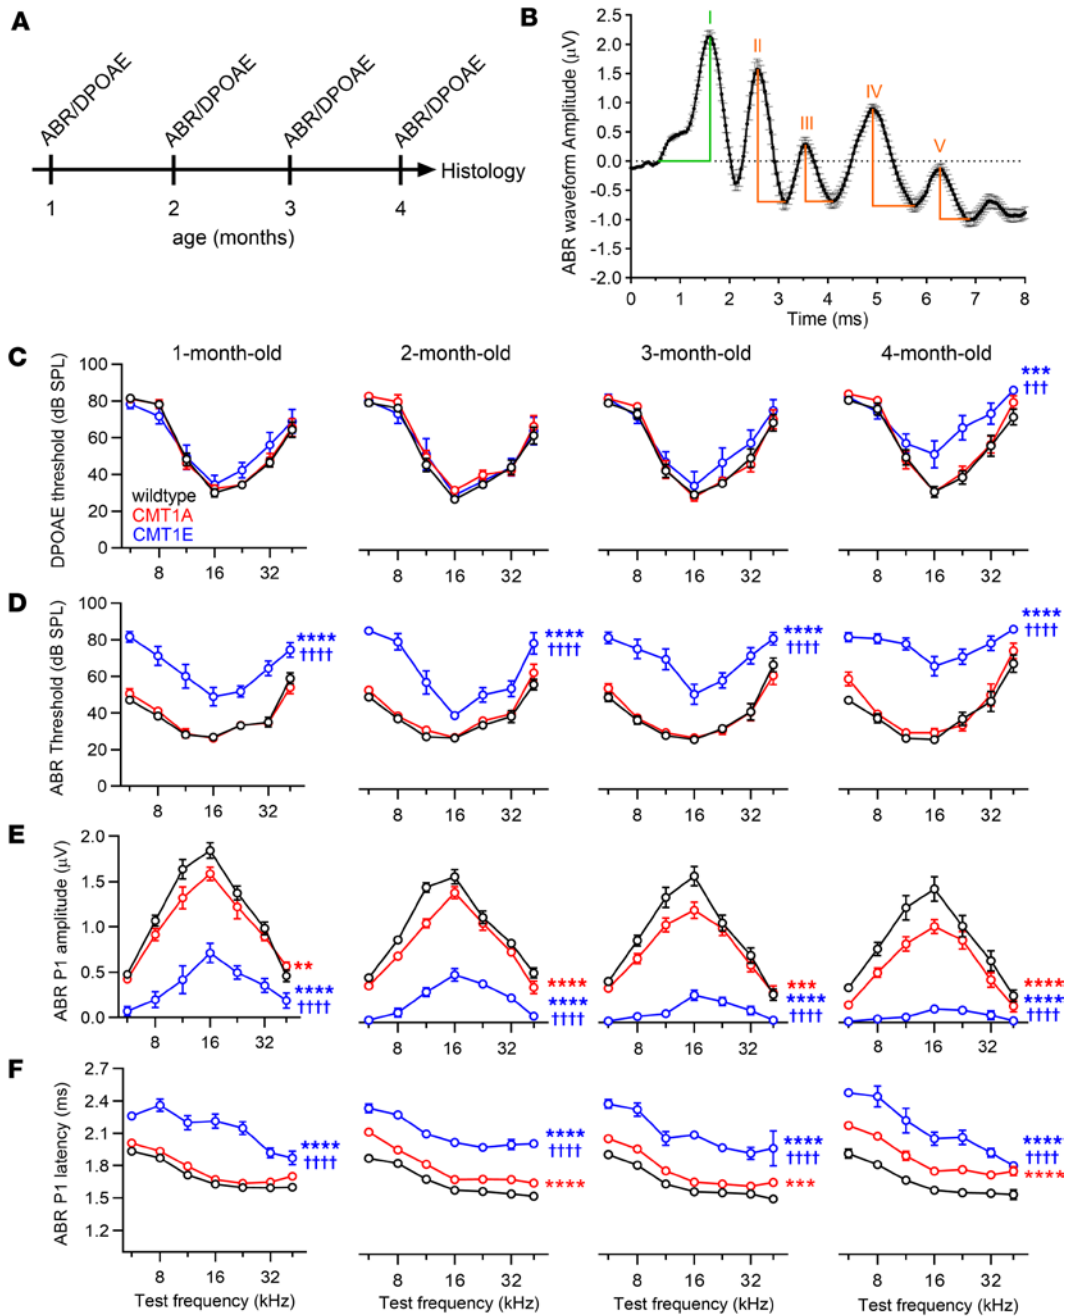 A
ABR/DPOAE ABR/DPOAE ABR/DPOAE ABR/DPOAE
Histology
1 2 3 4
age (months)
B
ABR waveform Amplitude (μV)
2.5
2.0
1.5
1.0
0.5
0.0
-0.5
-1.0
-1.5
-2.0
I
II
III
IV
V
0 1 2 3 4 5 6 7 8
Time (ms)
C
1-month-old 2-month-old 3-month-old 4-month-old
DPOAE threshold (dB SPL)
100
80
60
40
20
0
wildtype
CMT1A
CMT1E
***
†††
8 16 32 8 16 32 8 16 32 8 16 32
D
ABR Threshold (dB SPL)
100
80
60
40
20
0
**** **** **** ****
†††† †††† †††† ††††
8 16 32 8 16 32 8 16 32 8 16 32
E
ABR P1 amplitude (μV)
2.0
1.5
1.0
0.5
0.0
** **** *** ****
**** **** **** ****
†††† †††† †††† ††††
8 16 32 8 16 32 8 16 32 8 16 32
F
ABR P1 latency (ms)
2.7
2.4
2.1
1.8
1.5
1.2
**** **** **** ****
†††† †††† †††† ††††
**** *** ****
8 16 32 8 16 32 8 16 32 8 16 32
Test frequency (kHz) Test frequency (kHz) Test frequency (kHz) Test frequency (kHz)